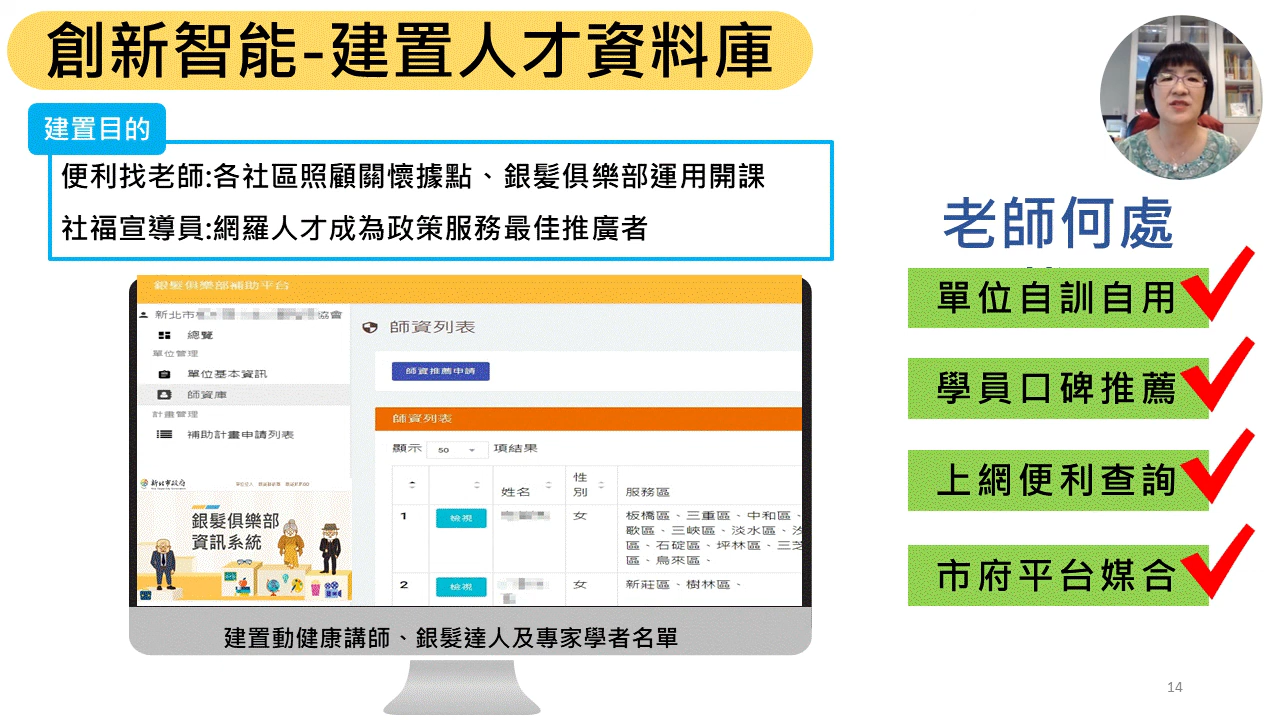 創新智能-建置人才資料庫
建置目的
便利找老師:各社區照顧關懷據點、銀髮俱樂部運用開課
社福宣導員:網羅人才成為政策服務最佳推廣者
老師何處
單位自訓自用
學員口碑推薦
上網便利查詢
市府平台媒合
銀髮俱樂部補助平台
新北市
協會
總覽
單位管理
單位基本資訊
師資庫
計畫管理
補助計畫申請列表
新北市政府
銀髮俱樂部
資訊系統
師資列表
師資推薦申請
師資列表
顯示 50 項結果
姓名 性別 服務區
1 檢視 女 板橋區、三重區、中和區、
歌區、三峽區、淡水區、汐
區、石碇區、坪林區、三芝
區、烏來區、
2 檢視 女 新莊區、樹林區、
建置動健康講師、銀髮達人及專家學者名單
14